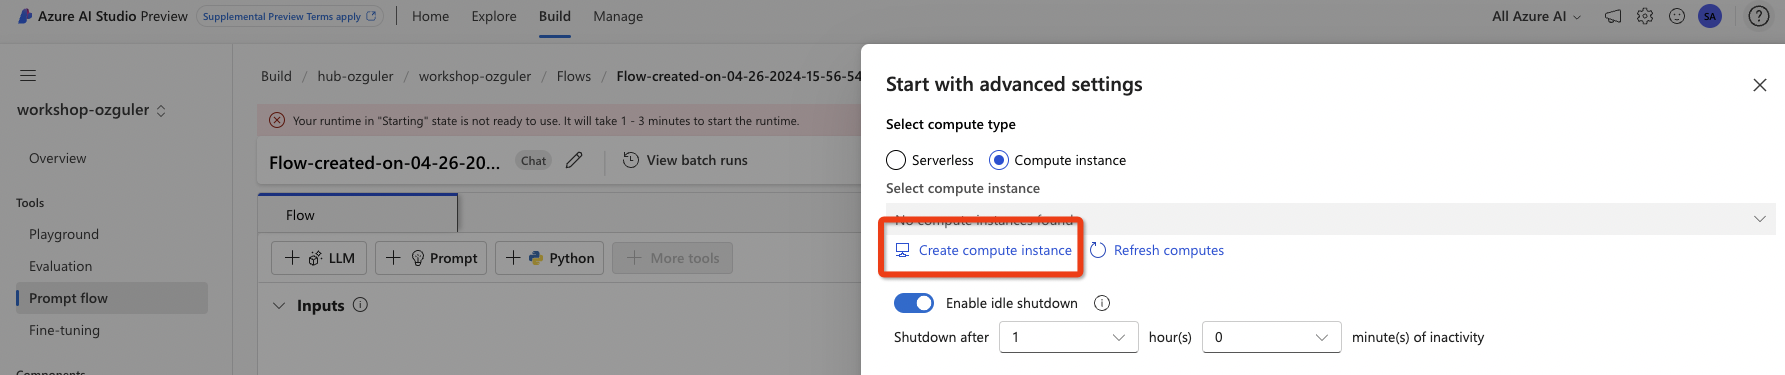 Azure AI Studio Preview Supplemental Preview Terms apply Home Explore Build Manage All Azure AI SA ?
Build / hub-ozguler / workshop-ozguler / Flows / Flow-created-on-04-26-2024-15-56-54
workshop-ozguler
Your runtime in "Starting" state is not ready to use. It will take 1 - 3 minutes to start the runtime.
Overview
Flow-created-on-04-26-20... Chat View batch runs
Tools
Flow
Playground
Evaluation
LLM Prompt Python More tools
Prompt flow
Inputs
Fine-tuning
Components
Start with advanced settings
Select compute type
Serverless Compute instance
Select compute instance
No compute instances found
Create compute instance Refresh computes
Enable idle shutdown
Shutdown after 1 hour(s) 0 minute(s) of inactivity